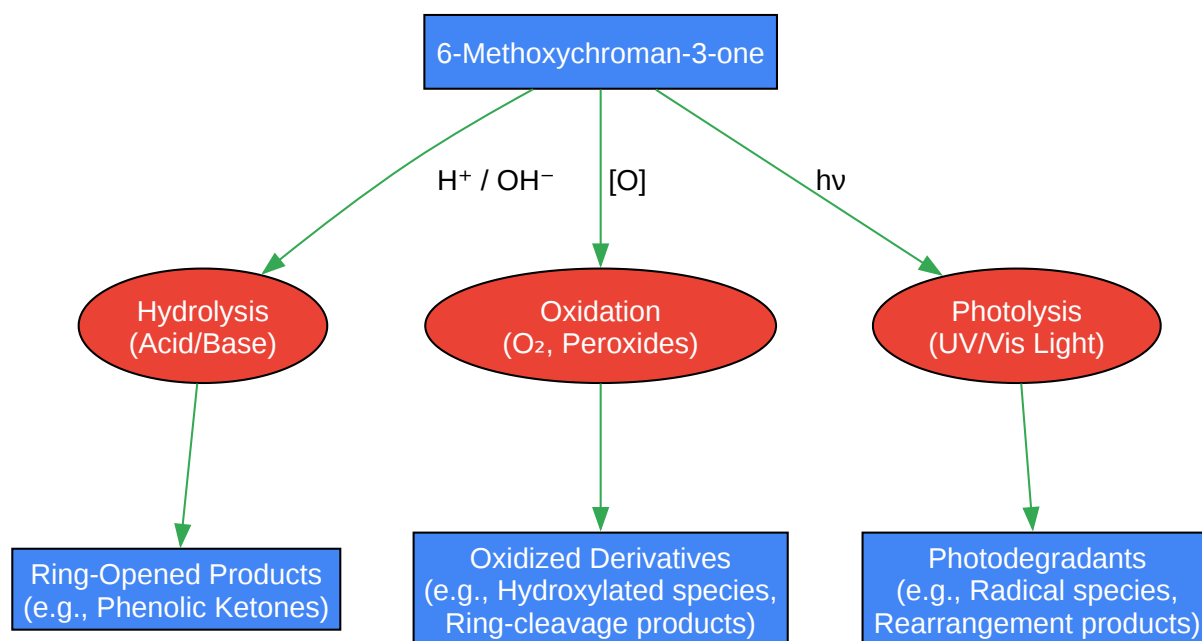 6-Methoxychroman-3-one
H⁺ / OH⁻
[O]
hν
Hydrolysis
(Acid/Base)
Oxidation
(O₂, Peroxides)
Photolysis
(UV/Vis Light)
Ring-Opened Products
(e.g., Phenolic Ketones)
Oxidized Derivatives
(e.g., Hydroxylated species,
Ring-cleavage products)
Photodegradants
(e.g., Radical species,
Rearrangement products)